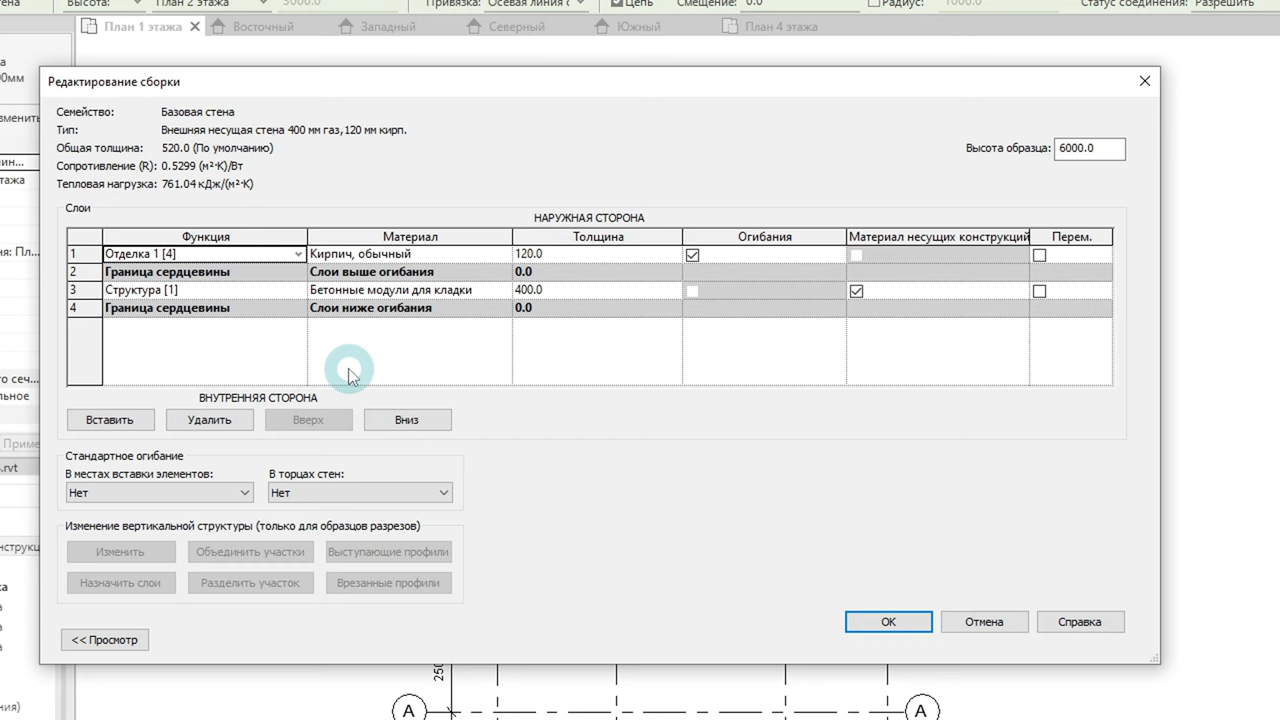 Высота: План 2 этажа 3000.0 Привязка: Осевая линия с Цепь Смещение: 0.0 Радиус: 1000.0 Статус соединения: Разрешить
План 1 этажа Восточный Западный Северный Южный План 4 этажа
Редактирование сборки
Семейство: Базовая стена
Тип: Внешняя несущая стена 400 мм газ,120 мм кирп.
Общая толщина: 520.0 (По умолчанию)
Сопротивление (R): 0.5299 (м²·К)/Вт
Тепловая нагрузка: 761.04 кДж/(м²·К)
Высота образца: 6000.0
Слои
НАРУЖНАЯ СТОРОНА
Функция Материал Толщина Огибания Материал несущих конструкций Перем.
1 Отделка 1 [4] Кирпич, обычный 120.0
2 Граница сердцевины Слои выше огибания 0.0
3 Структура [1] Бетонные модули для кладки 400.0
4 Граница сердцевины Слои ниже огибания 0.0
ВНУТРЕННЯЯ СТОРОНА
Вставить Удалить Вверх Вниз
Стандартное огибание
В местах вставки элементов: В торцах стен:
Нет Нет
Изменение вертикальной структуры (только для образцов разрезов)
Изменить Объединить участки Выступающие профили
Назначить слои Разделить участок Врезанные профили
OK Отмена Справка
<< Просмотр
250
A A